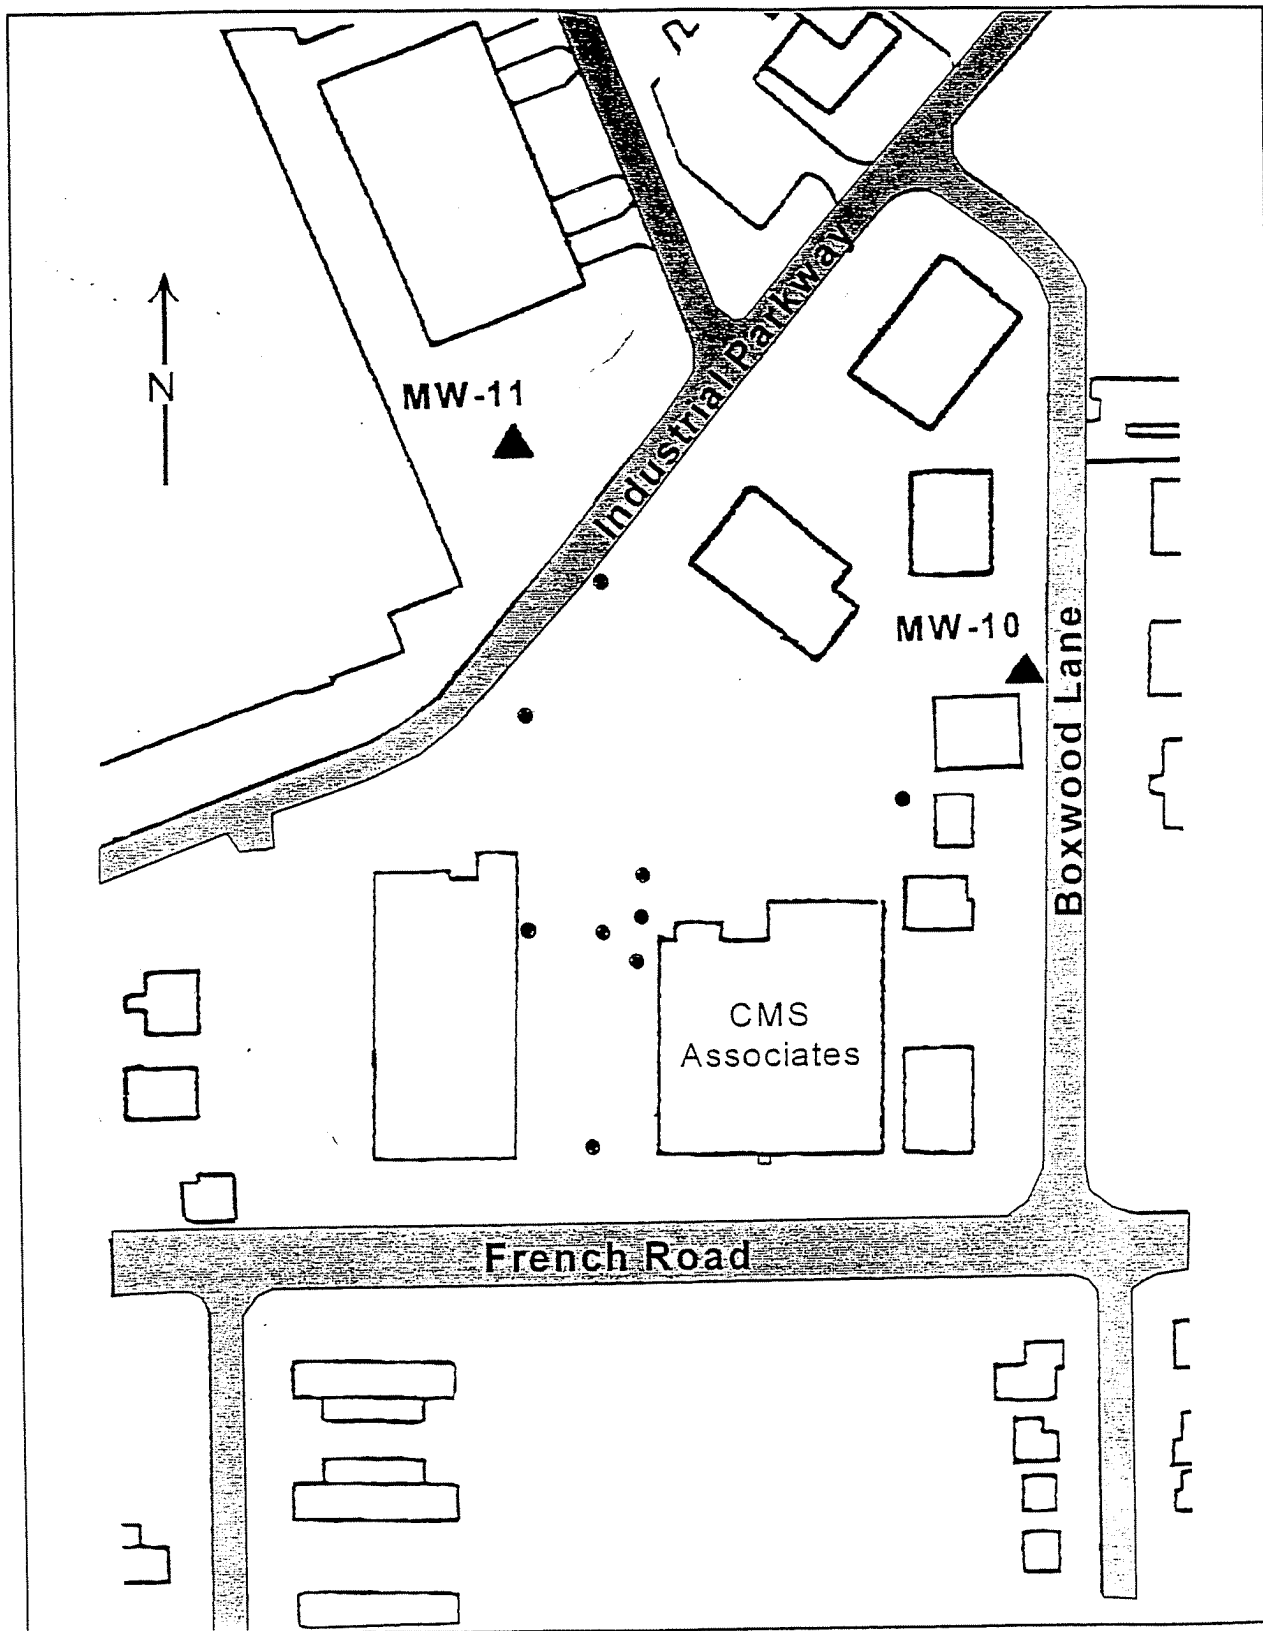 Industrial Parkway
N
MW-11
MW-10
Boxwood Lane
CMS
Associates
French Road